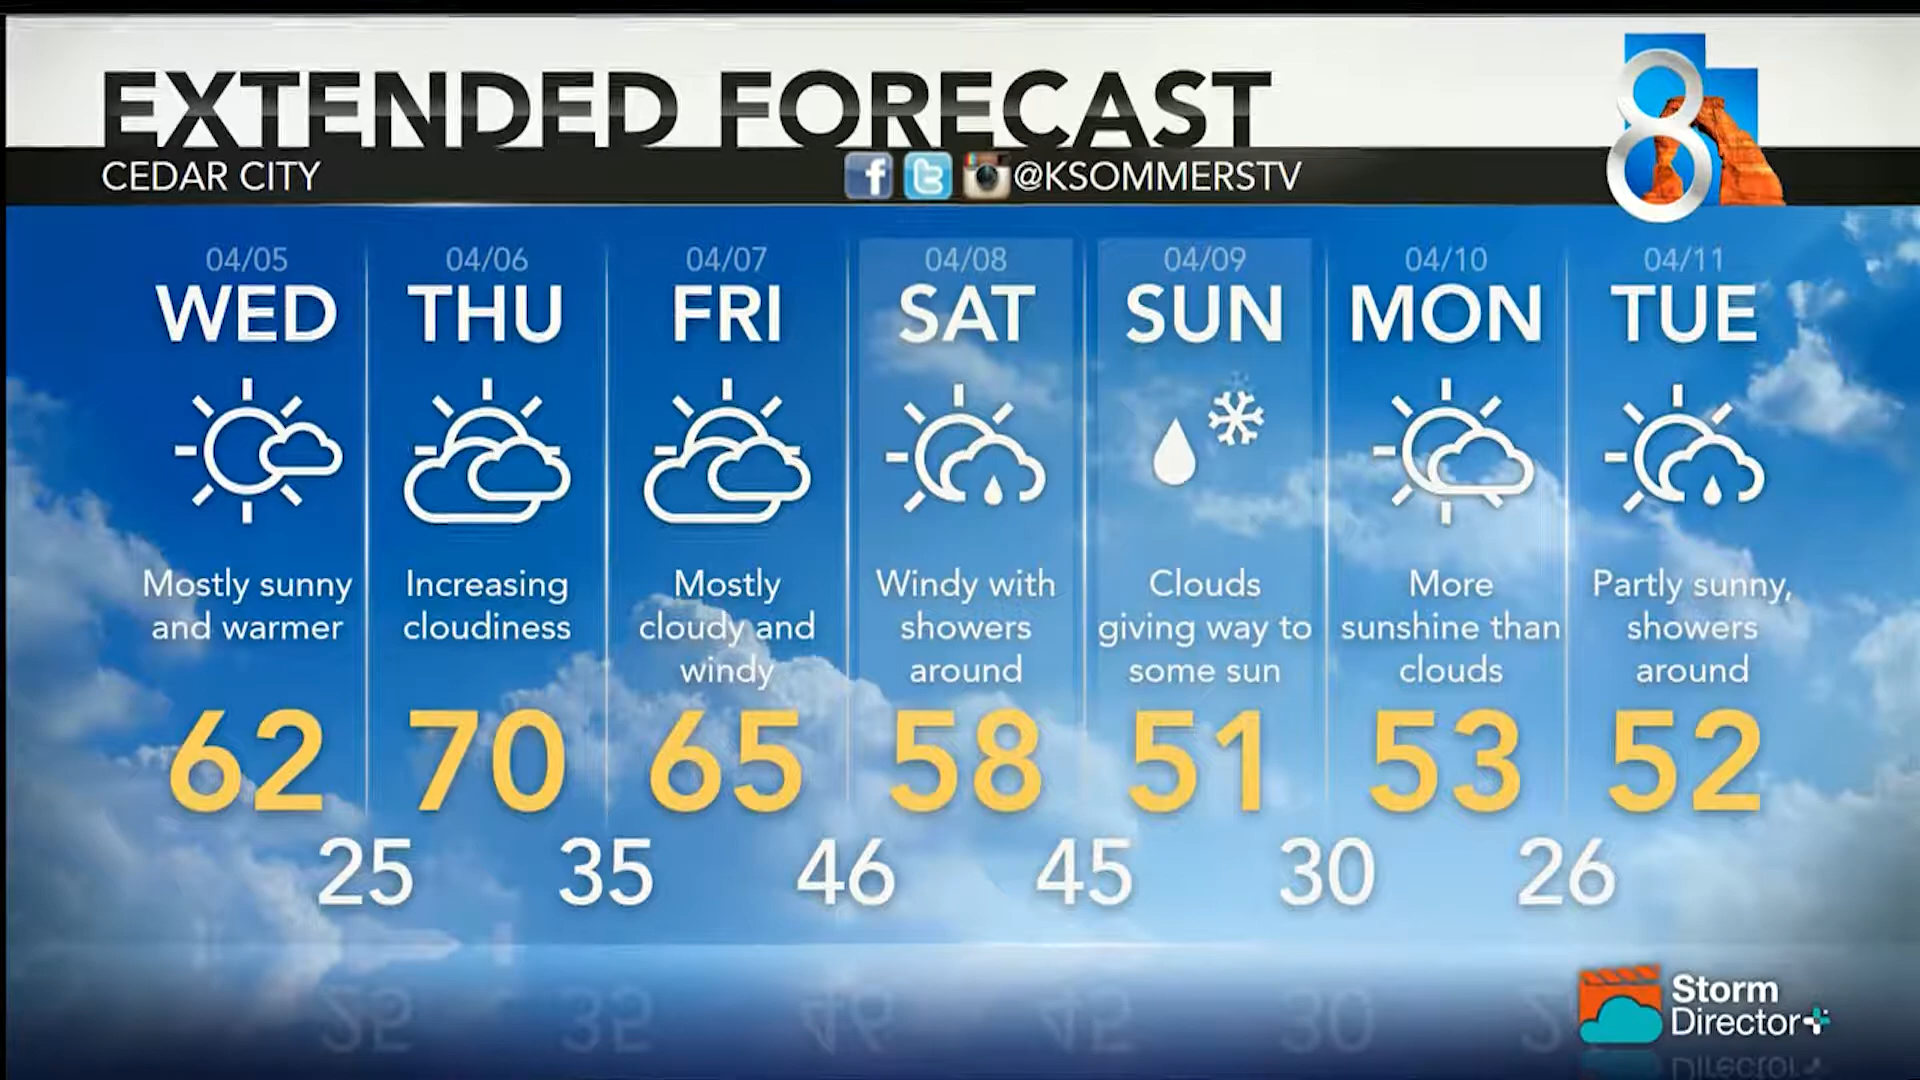 EXTENDED FORECAST
8
CEDAR CITY
f t @KSOMMERSTV
04/05 04/06 04/07 04/08 04/09 04/10 04/11
WED THU FRI SAT SUN MON TUE
Mostly sunny
and warmer
Increasing
cloudiness
Mostly
cloudy and
windy
Windy with
showers
around
Clouds
giving way to
some sun
More
sunshine than
clouds
Partly sunny,
showers
around
62 70 65 58 51 53 52
25 35 46 45 30 26
Storm
Director+